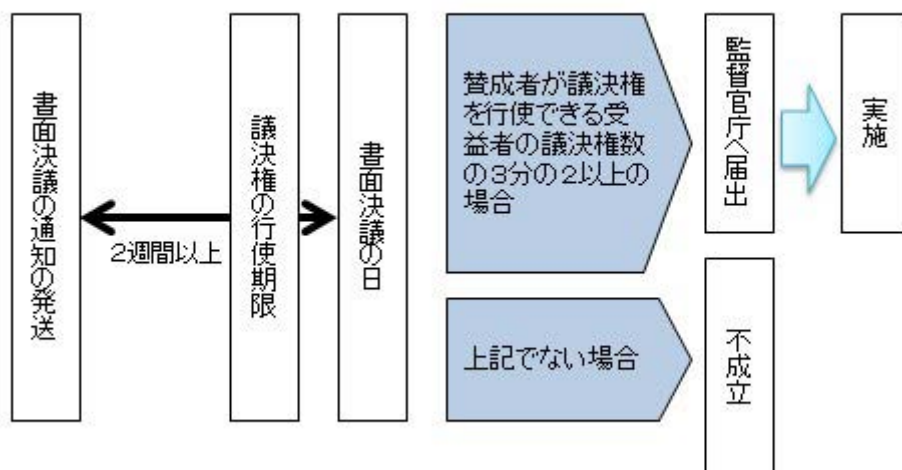 書面決議の通知の発送
2週間以上
議決権の行使期限
書面決議の日
賛成者が議決権
を行使できる受
益者の議決権数
の3分の2以上の
場合
監督官庁へ届出
実施
上記でない場合
不成立